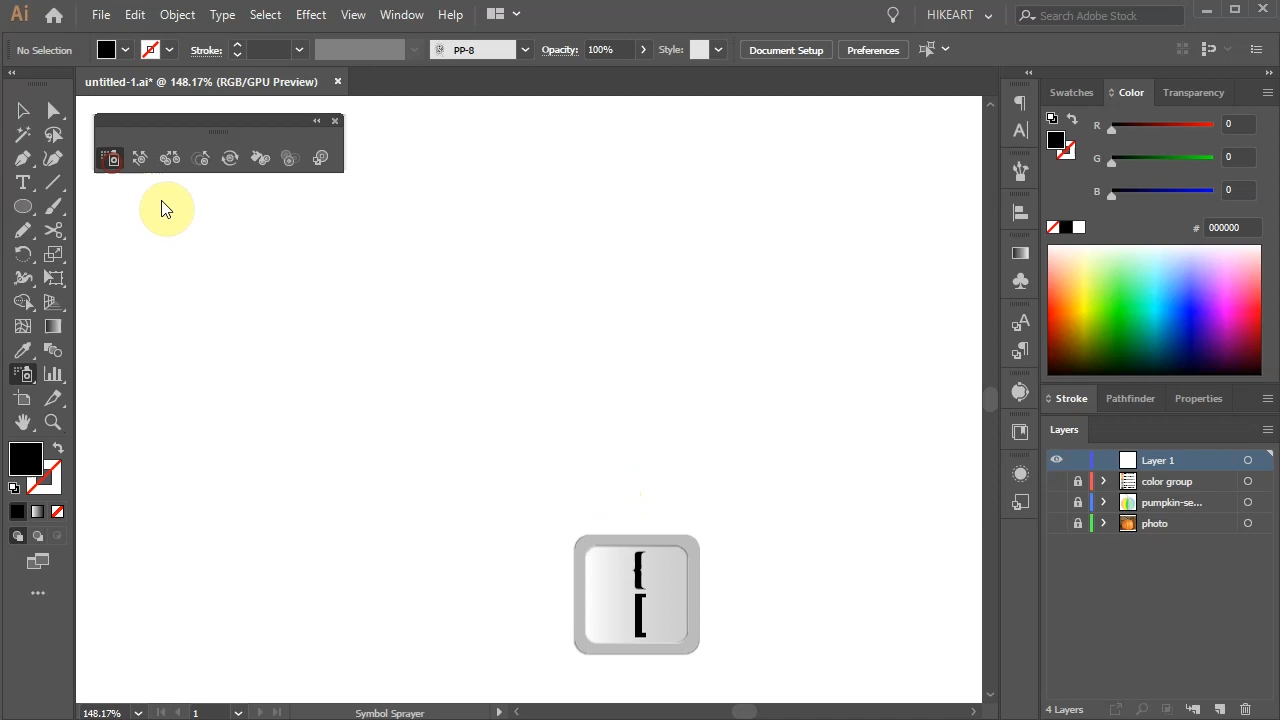 Ai File Edit Object Type Select Effect View Window Help HIKEART Search Adobe Stock
No Selection Stroke: PP-8 Opacity: 100% Style: Document Setup Preferences
untitled-1.ai* @ 148.17% (RGB/GPU Preview)
Swatches Color Transparency
R 0
G 0
B 0
# 000000
Stroke Pathfinder Properties
Layers
Layer 1
color group
pumpkin-se...
photo
{
[
148.17% 1 Symbol Sprayer 4 Layers